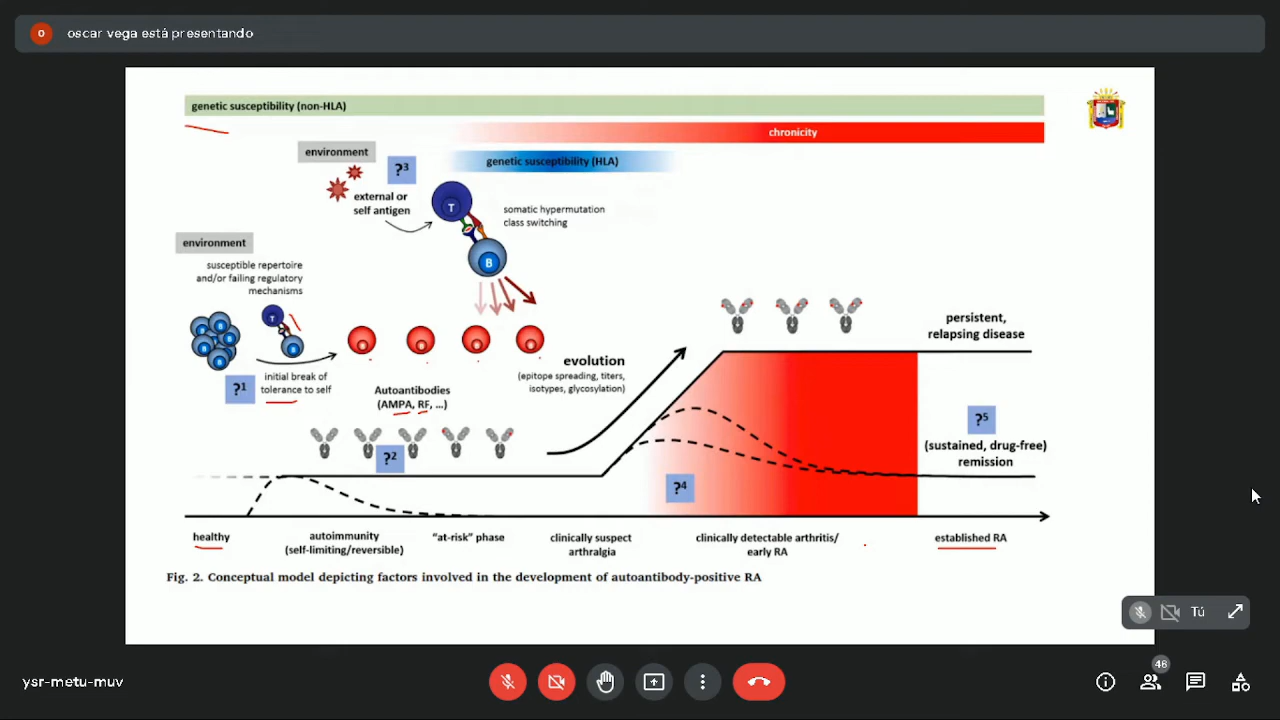 O
oscar vega está presentando
genetic susceptibility (non-HLA)
chronicity
environment
?3
genetic susceptibility (HLA)
external or
self antigen
T
somatic hypermutation
class switching
B
environment
susceptible repertoire
and/or failing regulatory
mechanisms
B B B B B B
T
B
?1
initial break of
tolerance to self
B B B B
Autoantibodies
(AMPA, RF, ...)
evolution
(epitope spreading, titers,
isotypes, glycosylation)
?2
persistent,
relapsing disease
?5
(sustained, drug-free)
remission
?4
healthy
autoimmunity
(self-limiting/reversible)
"at-risk" phase
clinically suspect
arthralgia
clinically detectable arthritis/
early RA
established RA
Fig. 2. Conceptual model depicting factors involved in the development of autoantibody-positive RA
Tú
ysr-metu-muv
46